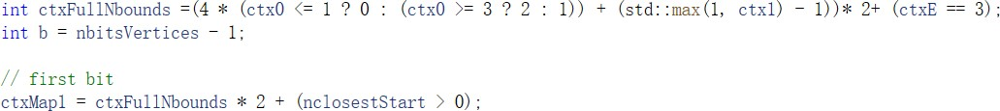 int ctxFullNbounds =(4 * (ctx0 <= 1 ? 0 : (ctx0 >= 3 ? 2 : 1)) + (std::max(1, ctx1) - 1))* 2+ (ctxE == 3);
int b = nbitsVertices - 1;
// first bit
ctxMap1 = ctxFullNbounds * 2 + (nclosestStart > 0);